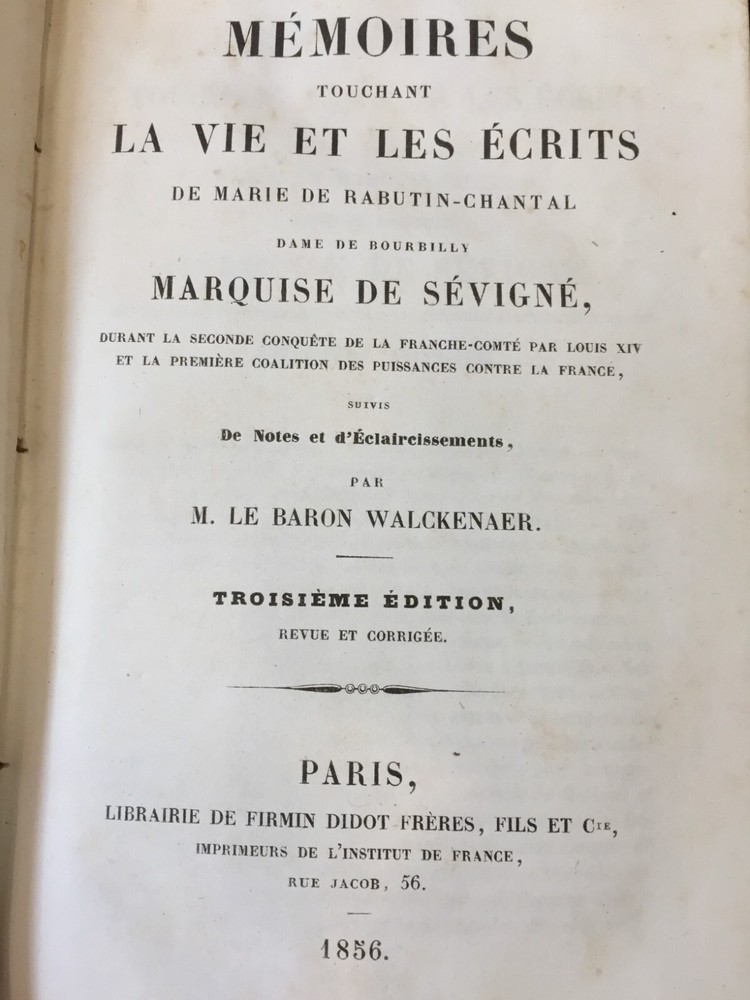 MÉMOIRES
TOUCHANT
LA VIE ET LES ÉCRITS
DE MARIE DE RABUTIN-CHANTAL
DAME DE BOURBILLY
MARQUISE DE SÉVIGNÉ,
DURANT LA SECONDE CONQUÊTE DE LA FRANCHE-COMTÉ PAR LOUIS XIV
ET LA PREMIÈRE COALITION DES PUISSANCES CONTRE LA FRANCE,
SUIVIS
De Notes et d'Éclaircissements,
PAR
M. LE BARON WALCKENAER.
TROISIÈME ÉDITION,
REVUE ET CORRIGÉE.
PARIS,
LIBRAIRIE DE FIRMIN DIDOT FRÈRES, FILS ET Cie,
IMPRIMEURS DE L'INSTITUT DE FRANCE,
RUE JACOB, 56.
1856.